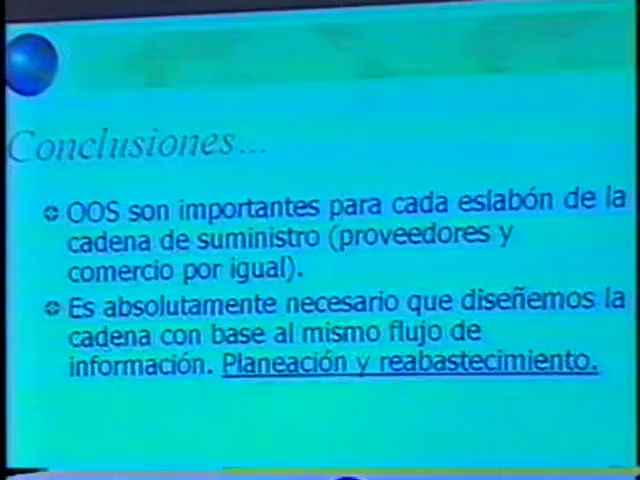 Conclusiones...
OOS son importantes para cada eslabón de la
cadena de suministro (proveedores y
comercio por igual).
Es absolutamente necesario que diseñemos la
cadena con base al mismo flujo de
información. Planeación y reabastecimiento.